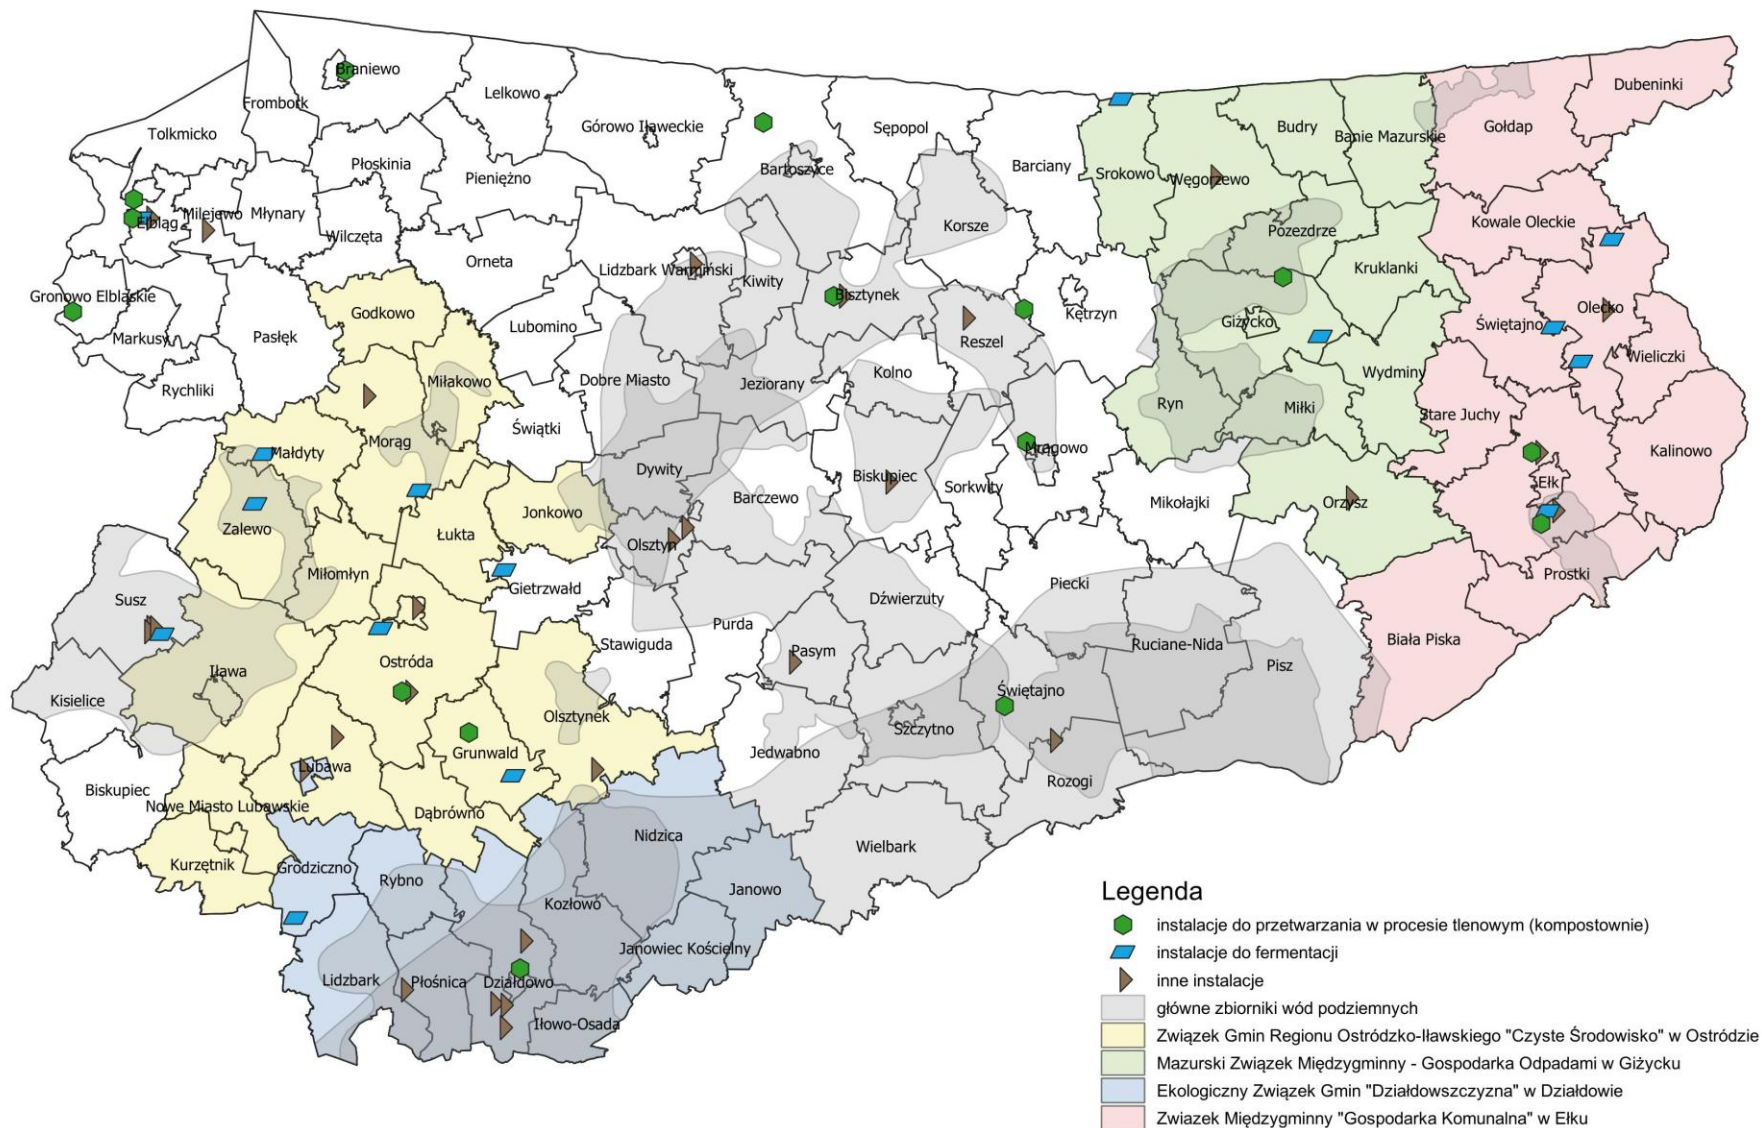 Braniewo
Frombork
Lelkowo
Górowo Iławeckie
Sępopol
Bartoszyce
Barciany
Srokowo
Węgorzewo
Budry
Banie Mazurskie
Gołdap
Dubeninki
Tolkmicko
Płoskinia
Pieniężno
Milejewo
Młynary
Elbląg
Wilczęta
Orneta
Lidzbark Warmiński
Kiwity
Bisztynek
Korsze
Pozezdrze
Kruklanki
Kowale Oleckie
Gronowo Elbląskie
Markusy
Pasłęk
Godkowo
Lubomino
Reszel
Kętrzyn
Giżycko
Świętajno
Olecko
Wieliczki
Rychliki
Miłakowo
Dobre Miasto
Jeziorany
Kolno
Wydminy
Ryn
Miłki
Stare Juchy
Morąg
Świątki
Małdyty
Dywity
Barczewo
Biskupiec
Mrągowo
Sorkwity
Mikołajki
Orzysz
Ełk
Kalinowo
Zalewo
Łukta
Jonkowo
Olsztyn
Miłomłyn
Gietrzwałd
Susz
Dźwierzuty
Piecki
Prostki
Purda
Stawiguda
Pasym
Ruciane-Nida
Pisz
Biała Piska
Iława
Ostróda
Kisielice
Olsztynek
Świętajno
Szczytno
Jedwabno
Grunwald
Rozogi
Lubawa
Biskupiec
Nowe Miasto Lubawskie
Dąbrówno
Nidzica
Wielbark
Kurzętnik
Grodziczno
Rybno
Kozłowo
Janowo
Janowiec Kościelny
Lidzbark
Płośnica
Działdowo
Iłowo-Osada
Legenda
instalacje do przetwarzania w procesie tlenowym (kompostownie)
instalacje do fermentacji
inne instalacje
główne zbiorniki wód podziemnych
Związek Gmin Regionu Ostródzko-Iławskiego "Czyste Środowisko" w Ostródzie
Mazurski Związek Międzygminny - Gospodarka Odpadami w Giżycku
Ekologiczny Związek Gmin "Działdowszczyzna" w Działdowie
Zwiazek Międzygminny "Gospodarka Komunalna" w Ełku